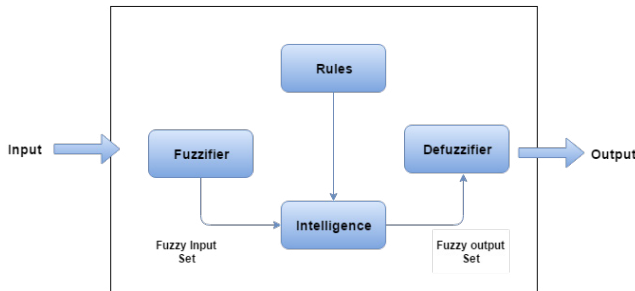 Rules
Input
Fuzzifier
Defuzzifier
Output
Intelligence
Fuzzy Input
Set
Fuzzy output
Set